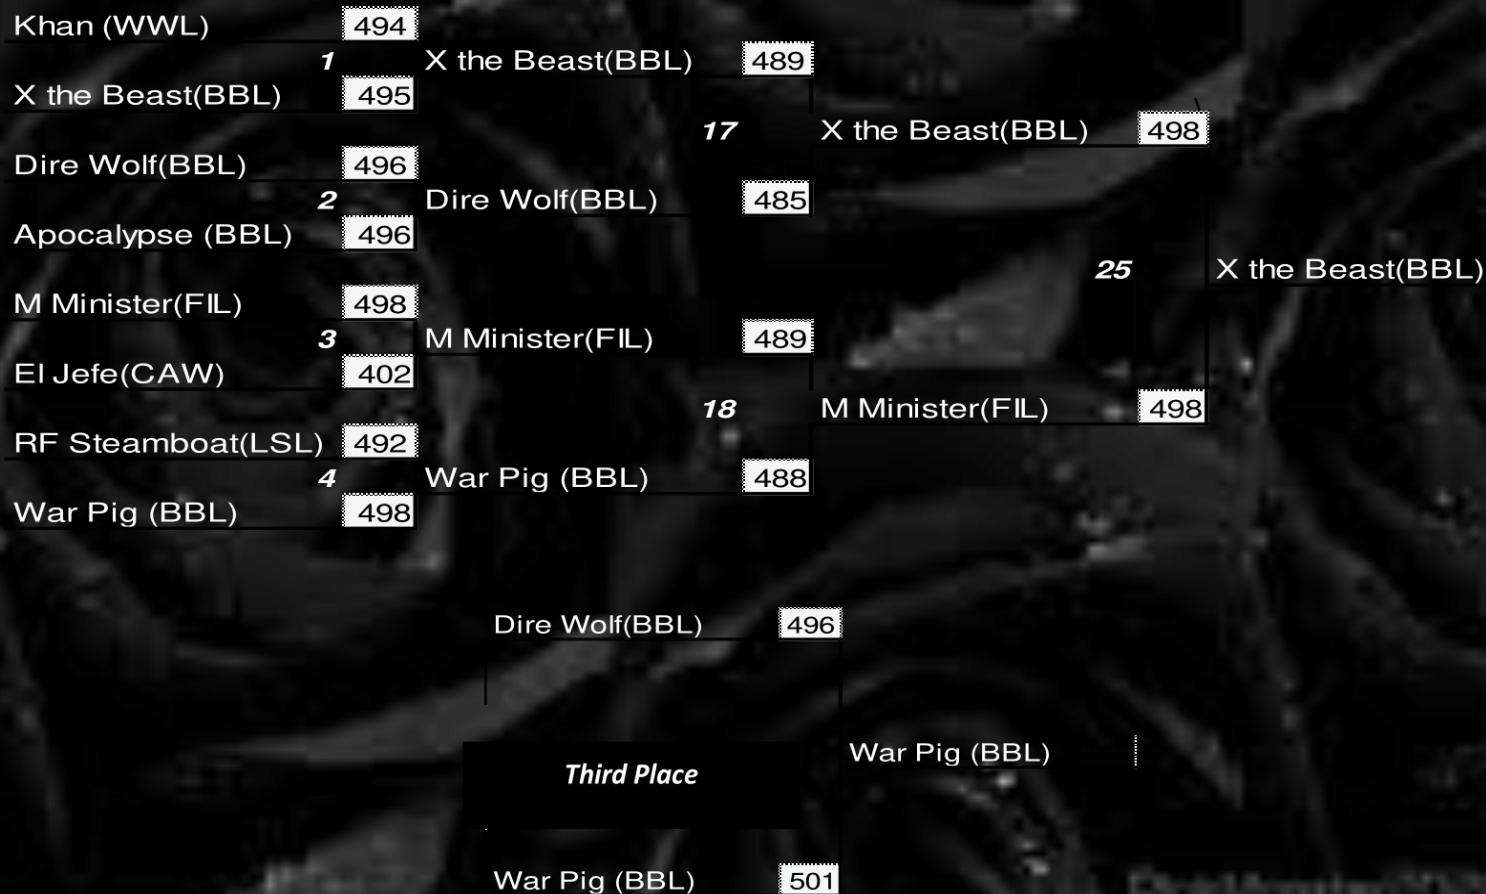 Khan (WWL) 494
1 X the Beast(BBL) 489
X the Beast(BBL) 495
17 X the Beast(BBL) 498
Dire Wolf(BBL) 496
2 Dire Wolf(BBL) 485
Apocalypse (BBL) 496
25 X the Beast(BBL)
M Minister(FIL) 498
3 M Minister(FIL) 489
El Jefe(CAW) 402
18 M Minister(FIL) 498
RF Steamboat(LSL) 492
4 War Pig (BBL) 488
War Pig (BBL) 498
Dire Wolf(BBL) 496
War Pig (BBL)
Third Place
War Pig (BBL) 501